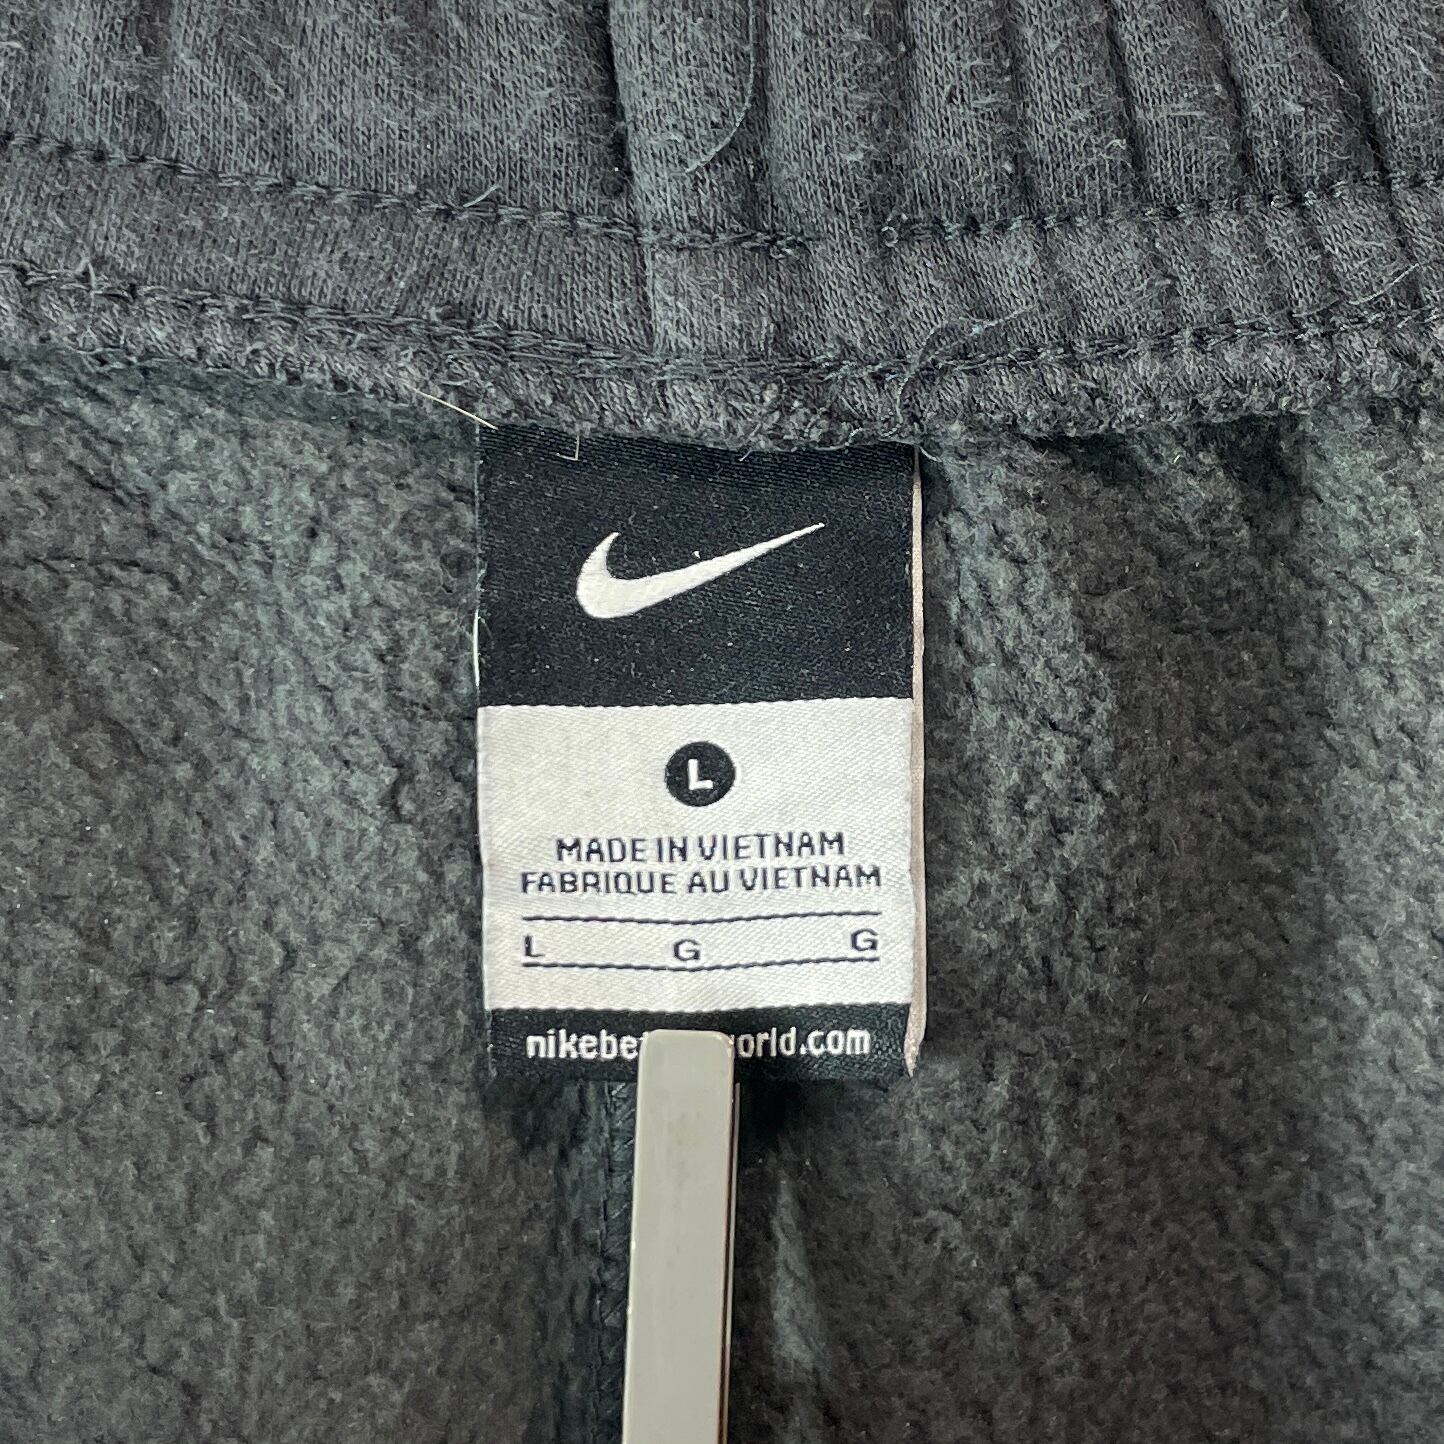 L
MADE IN VIETNAM
FABRIQUE AU VIETNAM
L G G